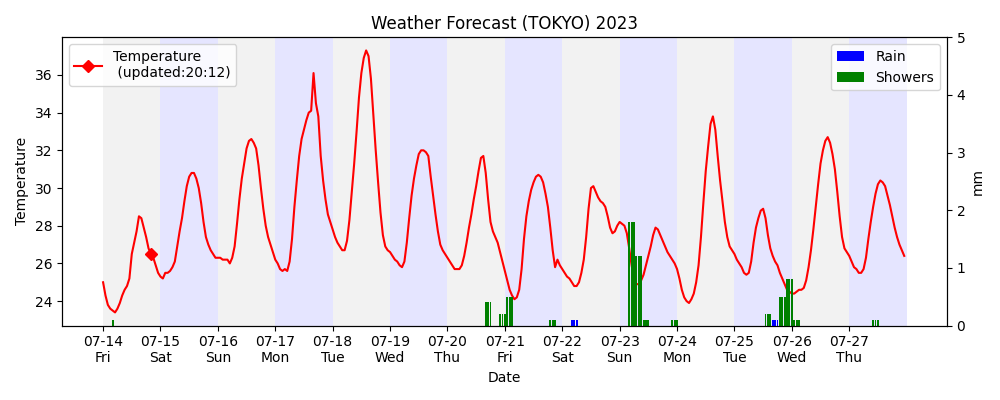 Weather Forecast (TOKYO) 2023
Temperature
(updated:20:12)
Rain
Showers
Temperature
36
34
32
30
28
26
24
5
4
3
2
1
0
mm
07-14 07-15 07-16 07-17 07-18 07-19 07-20 07-21 07-22 07-23 07-24 07-25 07-26 07-27
Fri Sat Sun Mon Tue Wed Thu Fri Sat Sun Mon Tue Wed Thu
Date